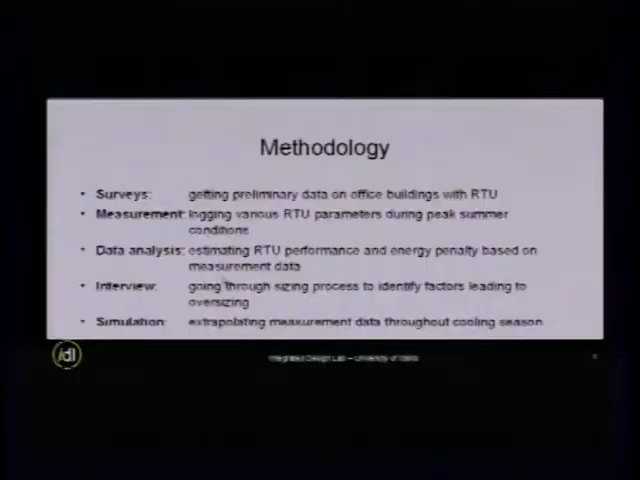 Methodology
• Surveys: getting preliminary data on office buildings with RTU
• Measurement: logging various RTU parameters during peak summer
conditions
• Data analysis: estimating RTU performance and energy penalty based on
measurement data
• Interview: going through sizing process to identify factors leading to
oversizing
• Simulation: extrapolating measurement data throughout cooling season
idl
Integrated Design Lab – University of Idaho